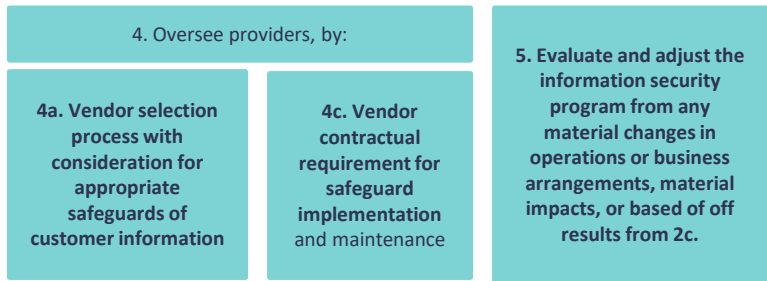 4. Oversee providers, by:
4a. Vendor selection
process with
consideration for
appropriate
safeguards of
customer information
4c. Vendor
contractual
requirement for
safeguard
implementation
and maintenance
5. Evaluate and adjust the
information security
program from any
material changes in
operations or business
arrangements, material
impacts, or based of off
results from 2c.